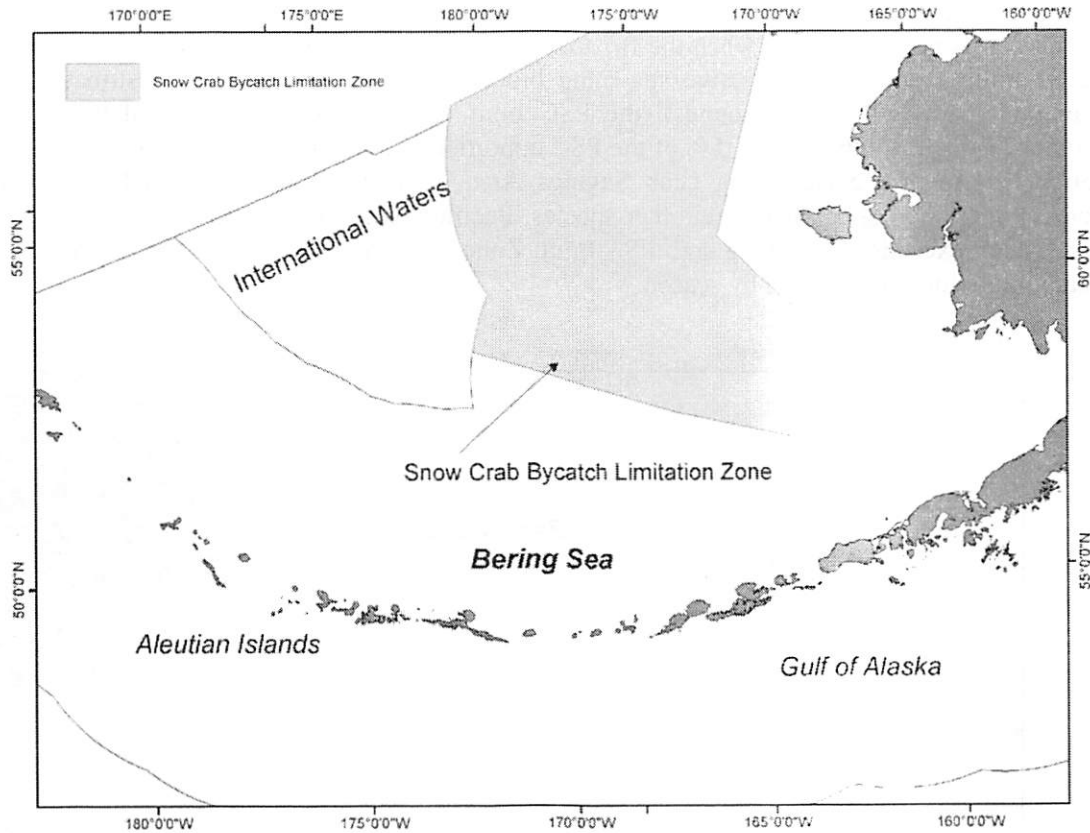 170°0'0"E
175°0'0"E
180°0'0"W
175°0'0"W
170°0'0"W
165°0'0"W
160°0'0"W
Snow Crab Bycatch Limitation Zone
International Waters
55°0'0"N
60°0'0"N
Snow Crab Bycatch Limitation Zone
Bering Sea
50°0'0"N
55°0'0"N
Aleutian Islands
Gulf of Alaska
180°0'0"W
175°0'0"W
170°0'0"W
165°0'0"W
160°0'0"W